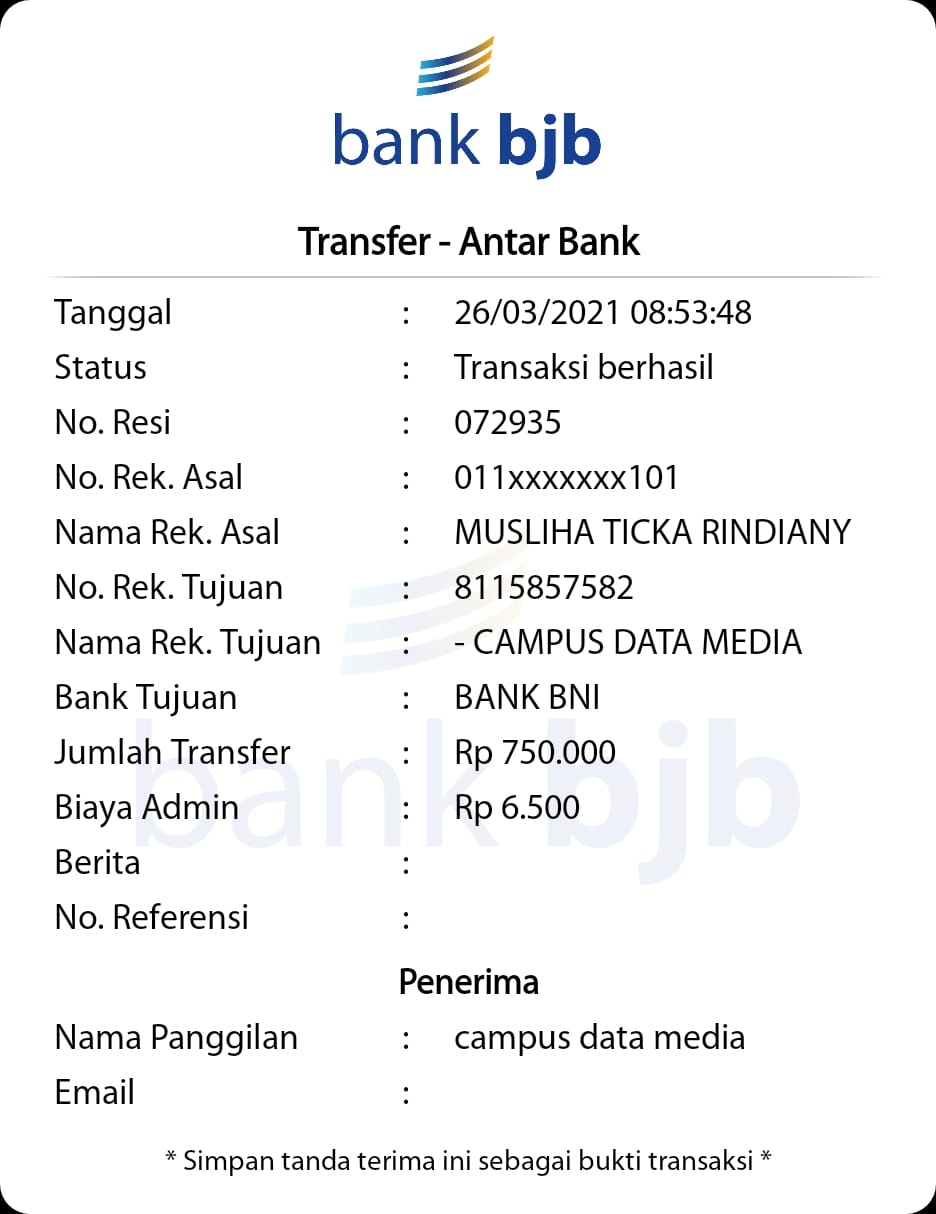 bank bjb
Transfer - Antar Bank
Tanggal : 26/03/2021 08:53:48
Status : Transaksi berhasil
No. Resi : 072935
No. Rek. Asal : 011xxxxxxx101
Nama Rek. Asal : MUSLIHA TICKA RINDIANY
No. Rek. Tujuan : 8115857582
Nama Rek. Tujuan : - CAMPUS DATA MEDIA
Bank Tujuan : BANK BNI
Jumlah Transfer : Rp 750.000
Biaya Admin : Rp 6.500
Berita :
No. Referensi :
bank bjb
Penerima
Nama Panggilan : campus data media
Email :
* Simpan tanda terima ini sebagai bukti transaksi *